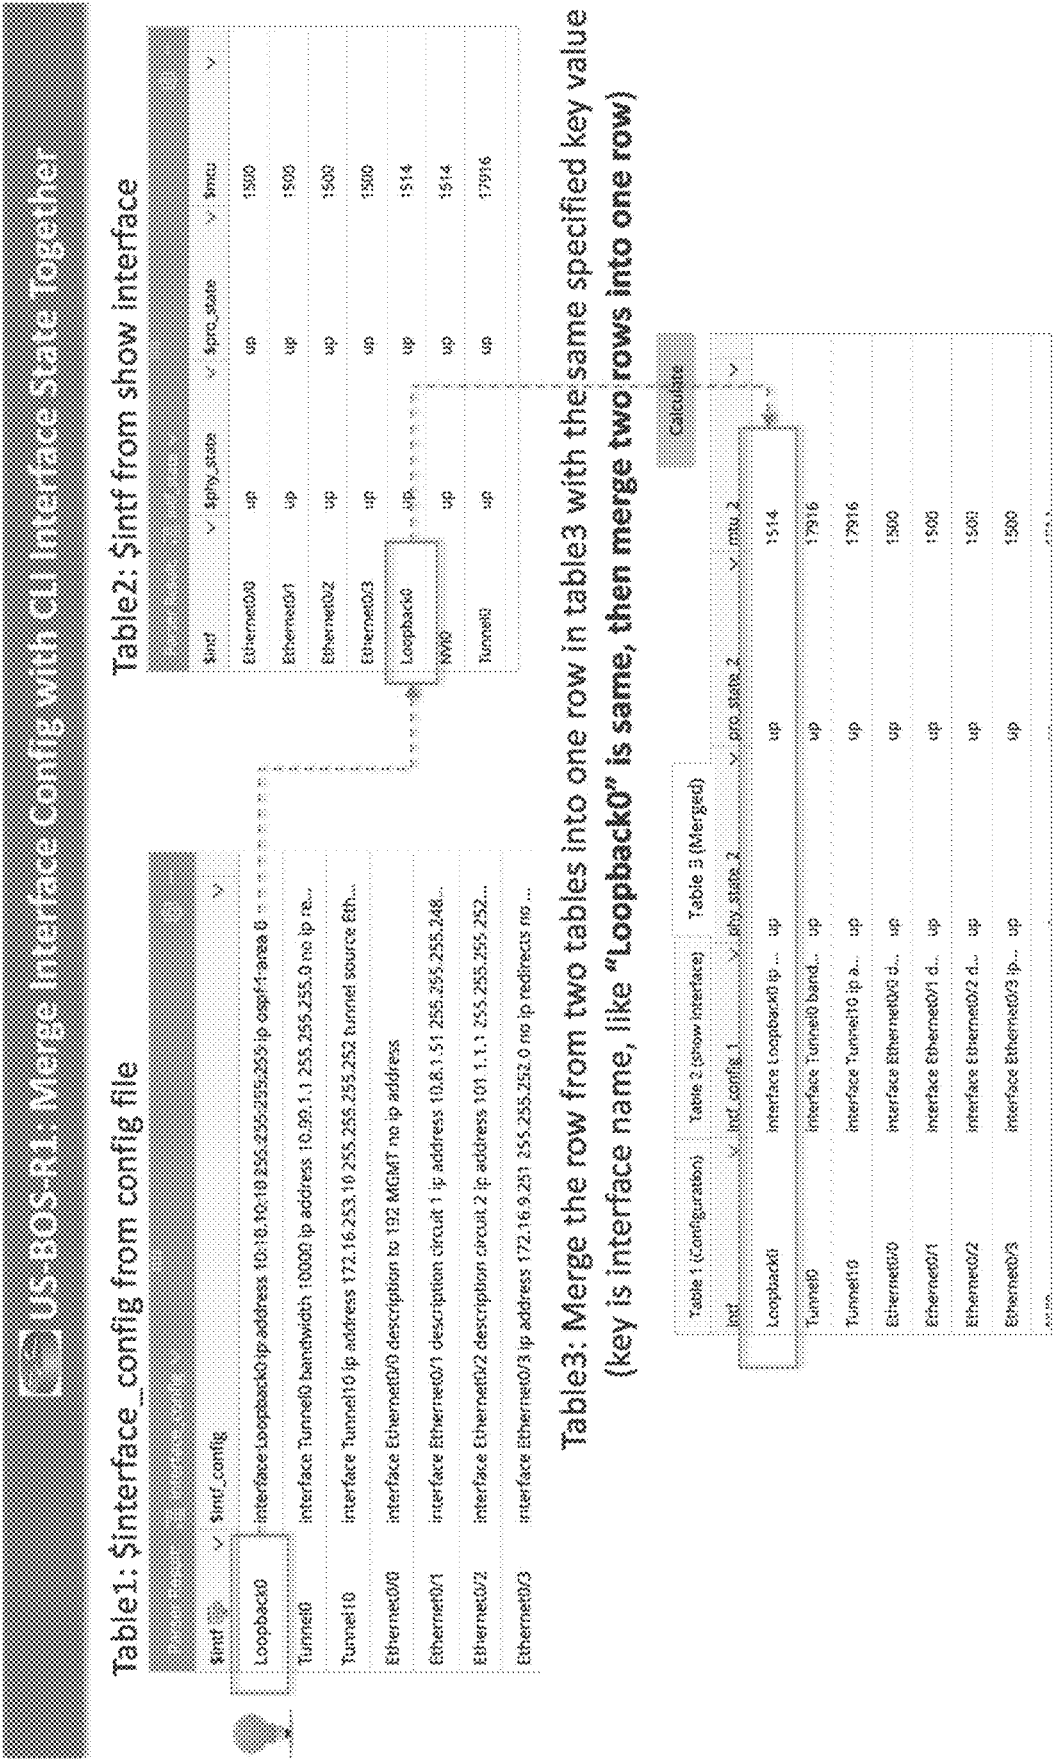 US-BOS-R1: Merge Interface Config with CLI Interface State Together
Table1: $interface_config from config file
$intf $intf_config
Loopback0 interface Loopback0 ip address 10.10.10.10 255.255.255.255 ip ospf 1 area 0
Tunnel0 interface Tunnel0 bandwidth 10000 ip address 10.99.1.1 255.255.255.0 no ip re...
Tunnel10 interface Tunnel10 ip address 172.16.253.10 255.255.255.252 tunnel source Eth...
Ethernet0/0 interface Ethernet0/0 description to 192 MGMT no ip address
Ethernet0/1 interface Ethernet0/1 description circuit 1 ip address 10.8.1.51 255.255.255.248...
Ethernet0/2 interface Ethernet0/2 description circuit 2 ip address 101.1.1.1 255.255.255.252...
Ethernet0/3 interface Ethernet0/3 ip address 172.16.9.251 255.255.252.0 no ip redirects no ...
Table2: $intf from show interface
$intf $phy_state $pro_state $mtu
Ethernet0/0 up up 1500
Ethernet0/1 up up 1500
Ethernet0/2 up up 1500
Ethernet0/3 up up 1500
Loopback0 up up 1514
NVI0 up up 1514
Tunnel0 up up 17916
Table3: Merge the row from two tables into one row in table3 with the same specified key value
(key is interface name, like “Loopback0” is same, then merge two rows into one row)
Calculate
Table 1 (Configuration) Table 2 (show interface) Table 3 (Merged)
intf intf_config_1 phy_state_2 pro_state_2 mtu_2
Loopback0 interface Loopback0 ip ... up up 1514
Tunnel0 interface Tunnel0 band... up up 17916
Tunnel10 interface Tunnel10 ip a... up up 17916
Ethernet0/0 interface Ethernet0/0 d... up up 1500
Ethernet0/1 interface Ethernet0/1 d... up up 1500
Ethernet0/2 interface Ethernet0/2 d... up up 1500
Ethernet0/3 interface Ethernet0/3 ip... up up 1500